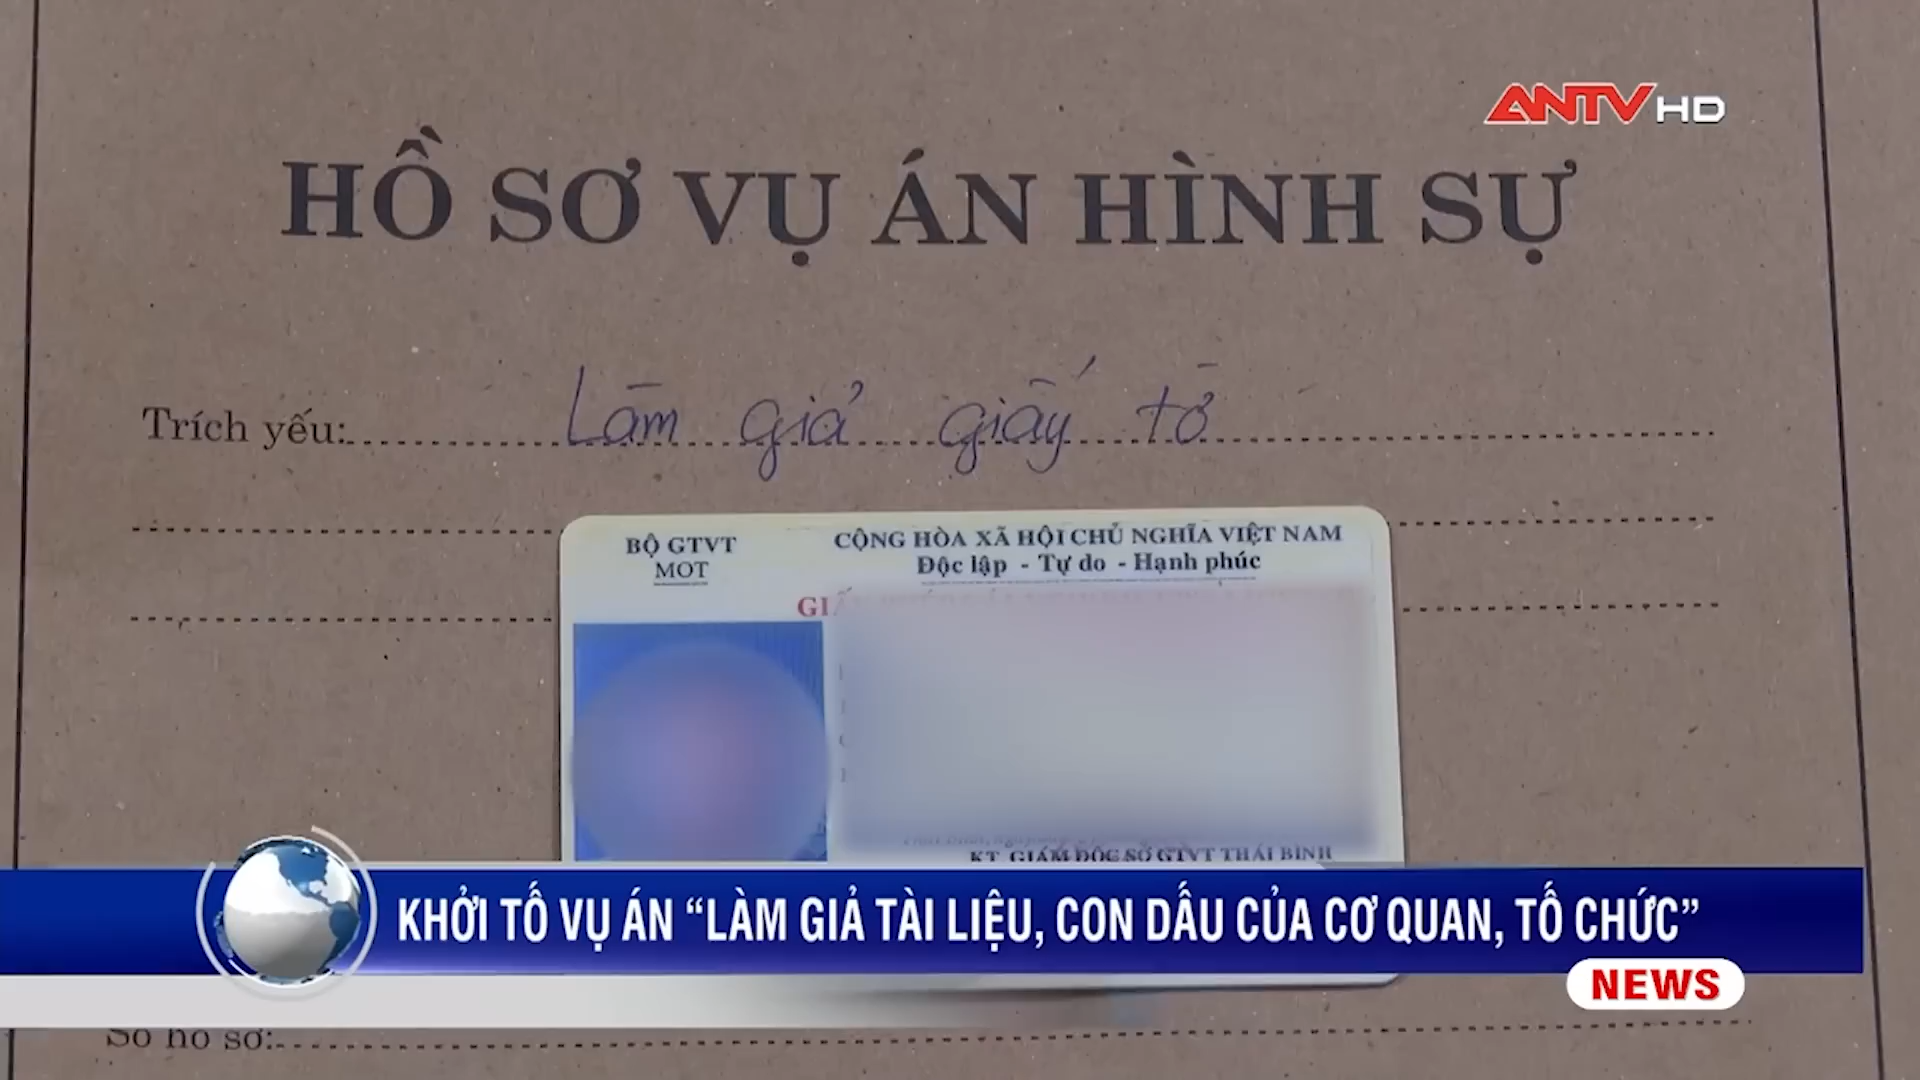 ANTV HD
HỒ SƠ VỤ ÁN HÌNH SỰ
Trích yếu: Làm giả giấy tờ
BỘ GTVT
MOT
CỘNG HÒA XÃ HỘI CHỦ NGHĨA VIỆT NAM
Độc lập - Tự do - Hạnh phúc
KT. GIÁM ĐỐC SỞ GTVT THÁI BÌNH
KHỞI TỐ VỤ ÁN “LÀM GIẢ TÀI LIỆU, CON DẤU CỦA CƠ QUAN, TỔ CHỨC”
NEWS
Số hồ sơ: